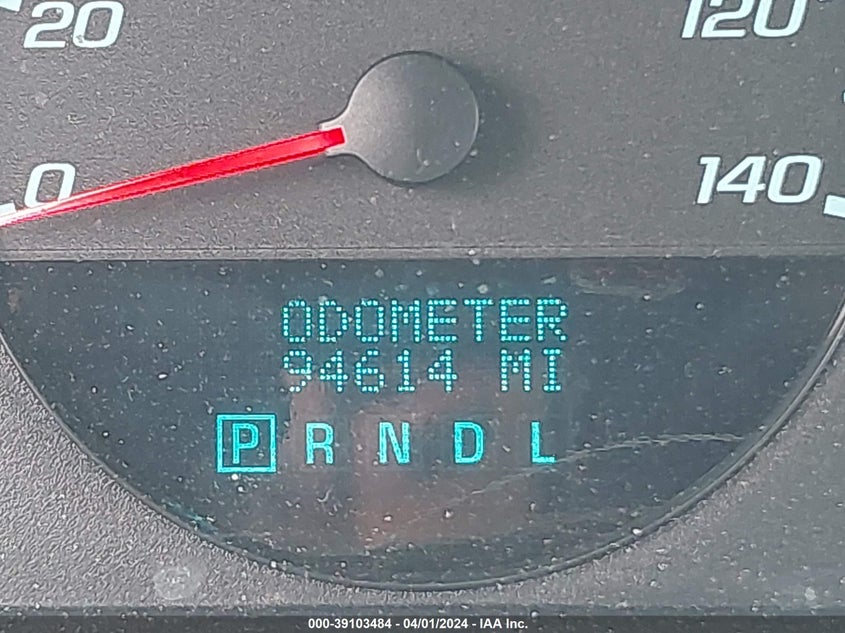 20
120
0
140
ODOMETER
94614 MI
P R N D L
000-39103484 - 04/01/2024 - IAA Inc.